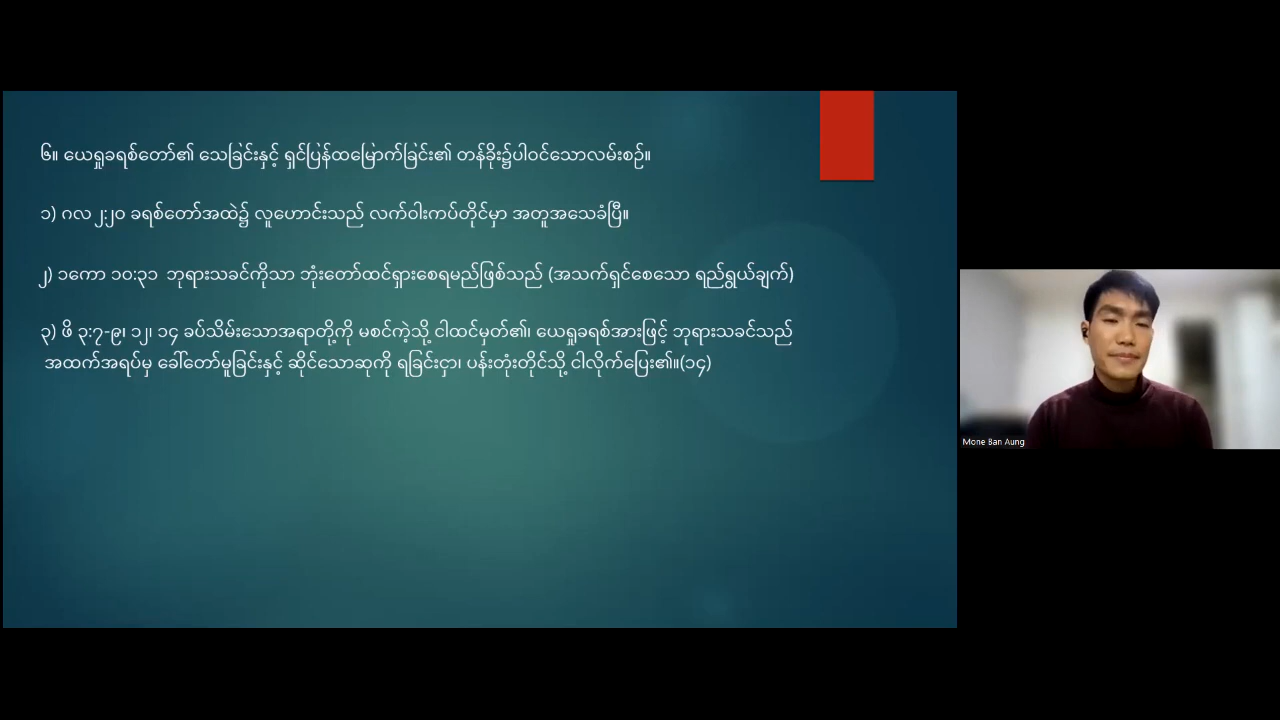 ၆။ ယေရှုခရစ်တော်၏ သေခြင်းနှင့် ရှင်ပြန်ထမြောက်ခြင်း၏ တန်ခိုး၌ပါဝင်သောလမ်းစဉ်။
၁) ဂလ၂:၂၀ ခရစ်တော်အထဲ၌ လူဟောင်းသည် လက်ဝါးကပ်တိုင်မှာ အတူအသေခံပြီ။
၂) ၁ကော ၁၀:၃၁ ဘုရားသခင်ကိုသာ ဘုံးတော်ထင်ရှားစေရမည်ဖြစ်သည် (အသက်ရှင်စေသော ရည်ရွယ်ချက်)
၃) ဖိ ၃:၇-၉၊ ၁၂၊ ၁၄ ခပ်သိမ်းသောအရာတို့ကို မစင်ကဲ့သို့ ငါထင်မှတ်၏၊ ယေရှုခရစ်အားဖြင့် ဘုရားသခင်သည်
အထက်အရပ်မှ ခေါ်တော်မူခြင်းနှင့် ဆိုင်သောဆုကို ရခြင်းငှာ၊ ပန်းတုံးတိုင်သို့ ငါလိုက်ပြေး၏။(၁၄)
Mone Ban Aung